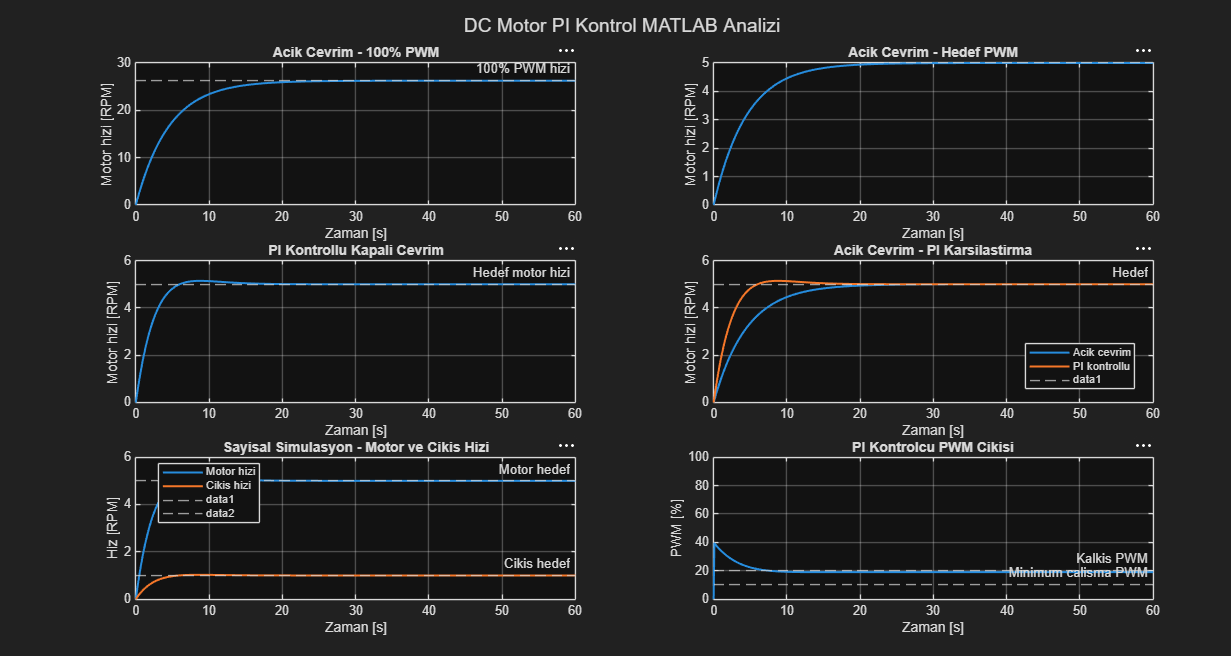 DC Motor PI Kontrol MATLAB Analizi
Acik Cevrim - 100% PWM
30
20
10
0
Motor hizi [RPM]
100% PWM hizi
0 10 20 30 40 50 60
Zaman [s]
Acik Cevrim - Hedef PWM
5
4
3
2
1
0
Motor hizi [RPM]
0 10 20 30 40 50 60
Zaman [s]
PI Kontrollu Kapali Cevrim
6
4
2
0
Motor hizi [RPM]
Hedef motor hizi
0 10 20 30 40 50 60
Zaman [s]
Acik Cevrim - PI Karsilastirma
6
4
2
0
Motor hizi [RPM]
Hedef
Acik cevrim
PI kontrollu
data1
0 10 20 30 40 50 60
Zaman [s]
Sayisal Simulasyon - Motor ve Cikis Hizi
6
4
2
0
Hiz [RPM]
Motor hizi
Cikis hizi
data1
data2
Motor hedef
Cikis hedef
0 10 20 30 40 50 60
Zaman [s]
PI Kontrolcu PWM Cikisi
100
80
60
40
20
0
PWM [%]
Kalkis PWM
Minimum calisma PWM
0 10 20 30 40 50 60
Zaman [s]